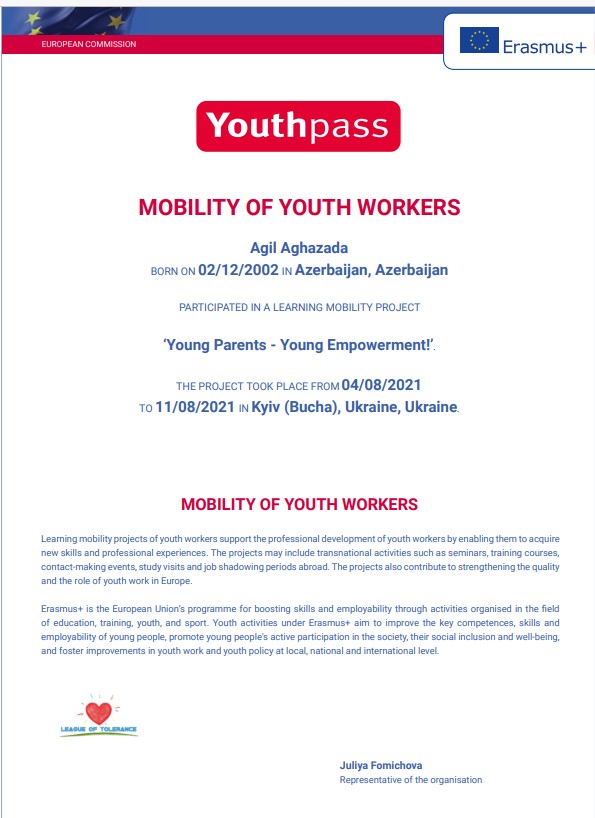 EUROPEAN COMMISSION
Erasmus+
Youthpass
MOBILITY OF YOUTH WORKERS
Agil Aghazada
BORN ON 02/12/2002 IN Azerbaijan, Azerbaijan
PARTICIPATED IN A LEARNING MOBILITY PROJECT
‘Young Parents - Young Empowerment!’.
THE PROJECT TOOK PLACE FROM 04/08/2021
TO 11/08/2021 IN Kyiv (Bucha), Ukraine, Ukraine.
MOBILITY OF YOUTH WORKERS
Learning mobility projects of youth workers support the professional development of youth workers by enabling them to acquire
new skills and professional experiences. The projects may include transnational activities such as seminars, training courses,
contact-making events, study visits and job shadowing periods abroad. The projects also contribute to strengthening the quality
and the role of youth work in Europe.
Erasmus+ is the European Union's programme for boosting skills and employability through activities organised in the field
of education, training, youth, and sport. Youth activities under Erasmus+ aim to improve the key competences, skills and
employability of young people, promote young people's active participation in the society, their social inclusion and well-being,
and foster improvements in youth work and youth policy at local, national and international level.
LEAGUE OF TOLERANCE
Juliya Fomichova
Representative of the organisation